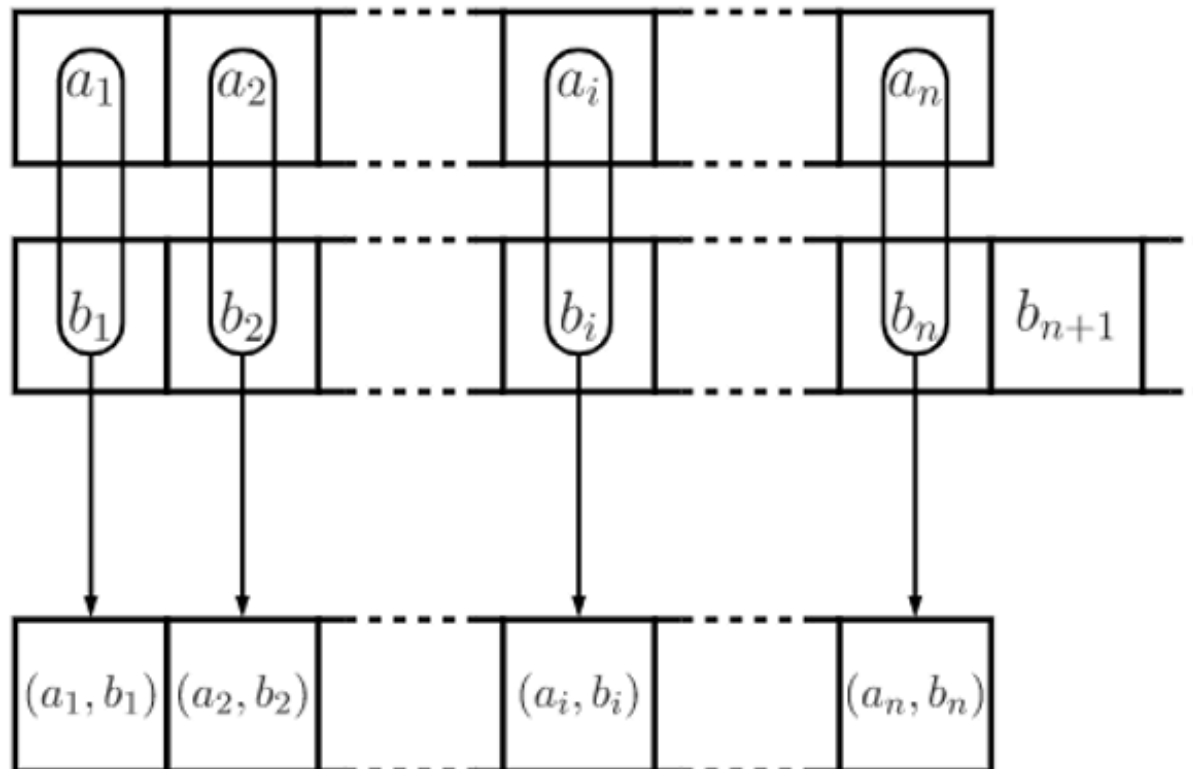 a₁ a₂ aᵢ aₙ
b₁ b₂ bᵢ bₙ bₙ₊₁
(a₁, b₁) (a₂, b₂) (aᵢ, bᵢ) (aₙ, bₙ)